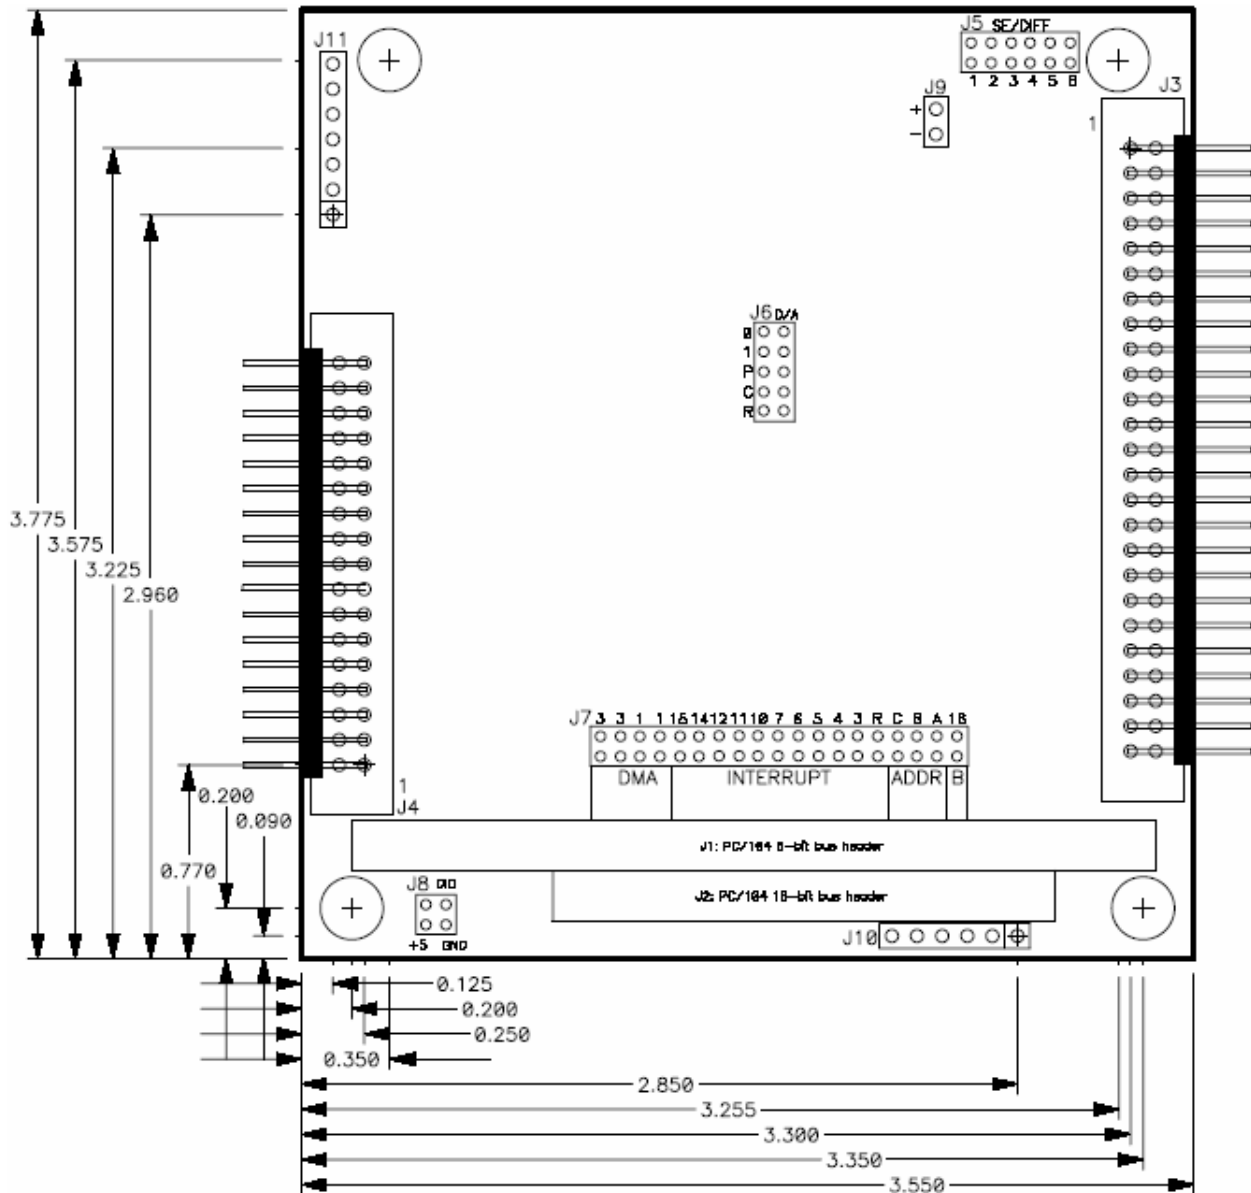 J11
J5 SE/DIFF
1 2 3 4 5 6
J9
+
-
J3
1
J6 D/A
0
1
P
C
R
3.775
3.575
3.225
2.960
J7 3 3 1 1 15 14 12 11 10 7 6 5 4 3 R C B A 16
DMA INTERRUPT ADDR B
1
J4
0.200
0.090
0.770
J1: PC/104 8-bit bus header
J2: PC/104 16-bit bus header
J8 DIO
+5 GND
J10
0.125
0.200
0.250
0.350
2.850
3.255
3.300
3.350
3.550